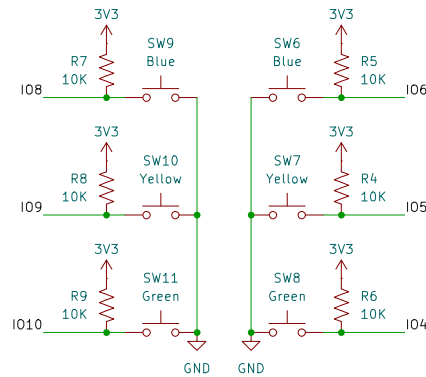 3V3 3V3
R7 10K SW9 Blue SW6 Blue R5 10K
IO8 IO6
3V3 3V3
R8 10K SW10 Yellow SW7 Yellow R4 10K
IO9 IO5
3V3 3V3
R9 10K SW11 Green SW8 Green R6 10K
IO10 IO4
GND GND